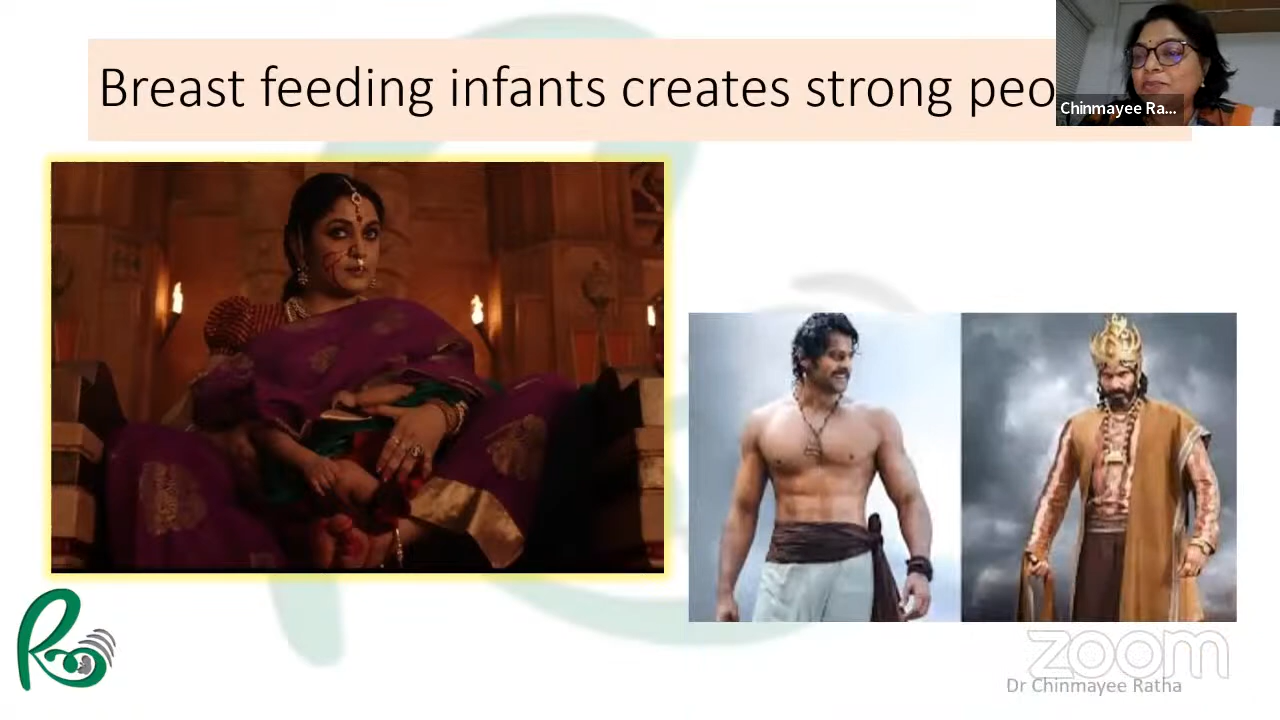 Breast feeding infants creates strong peo
Chinmayee Ra...
zoom
Dr Chinmayee Ratha